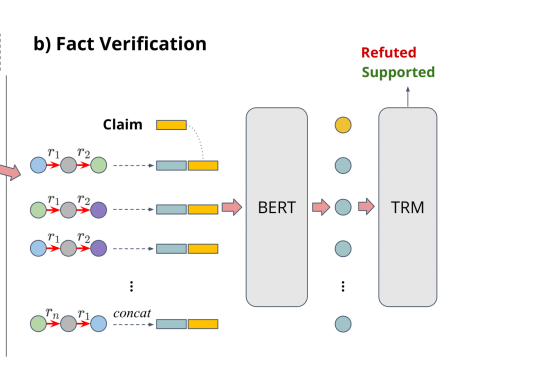 b) Fact Verification
Refuted
Supported
Claim
r1 r2
r1 r2
r1 r2
rn r1
concat
BERT
TRM